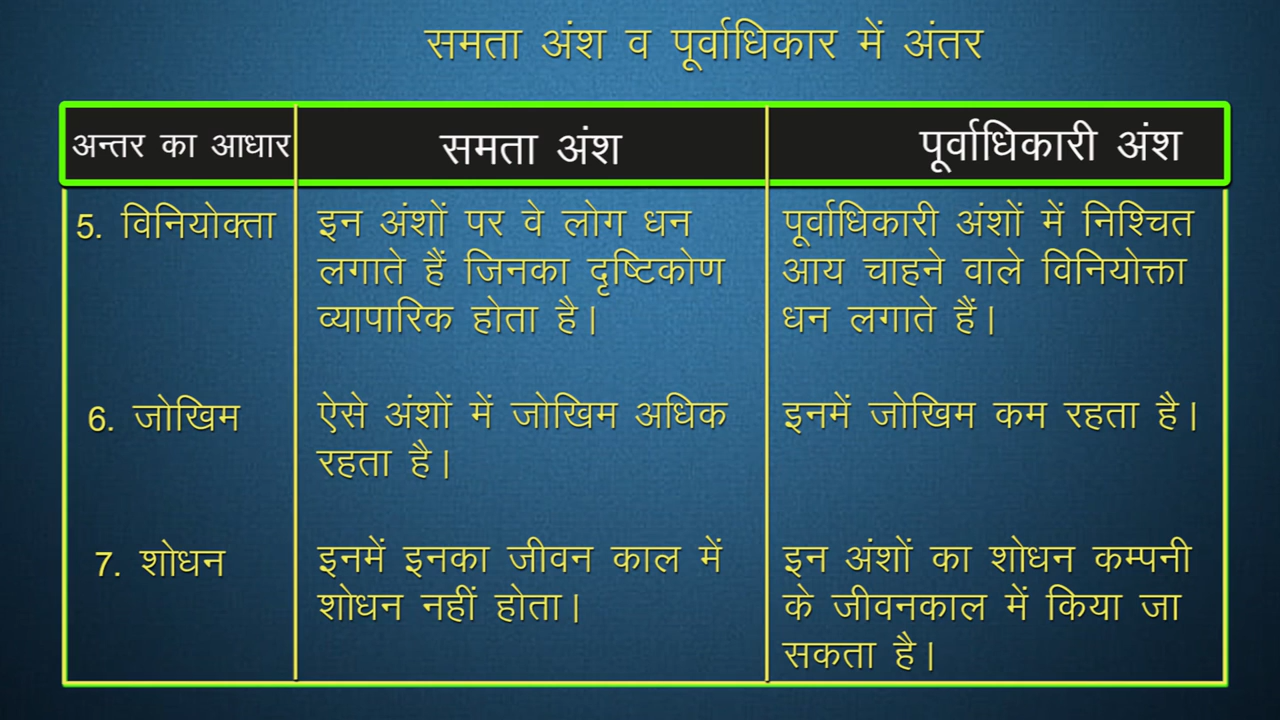 समता अंश व पूर्वाधिकार में अंतर
अन्तर का आधार
समता अंश
पूर्वाधिकारी अंश
5. विनियोक्ता
इन अंशों पर वे लोग धन
लगाते हैं जिनका दृष्टिकोण
व्यापारिक होता है।
पूर्वाधिकारी अंशों में निश्चित
आय चाहने वाले विनियोक्ता
धन लगाते हैं।
6. जोखिम
ऐसे अंशों में जोखिम अधिक
रहता है।
इनमें जोखिम कम रहता है।
7. शोधन
इनमें इनका जीवन काल में
शोधन नहीं होता।
इन अंशों का शोधन कम्पनी
के जीवनकाल में किया जा
सकता है।